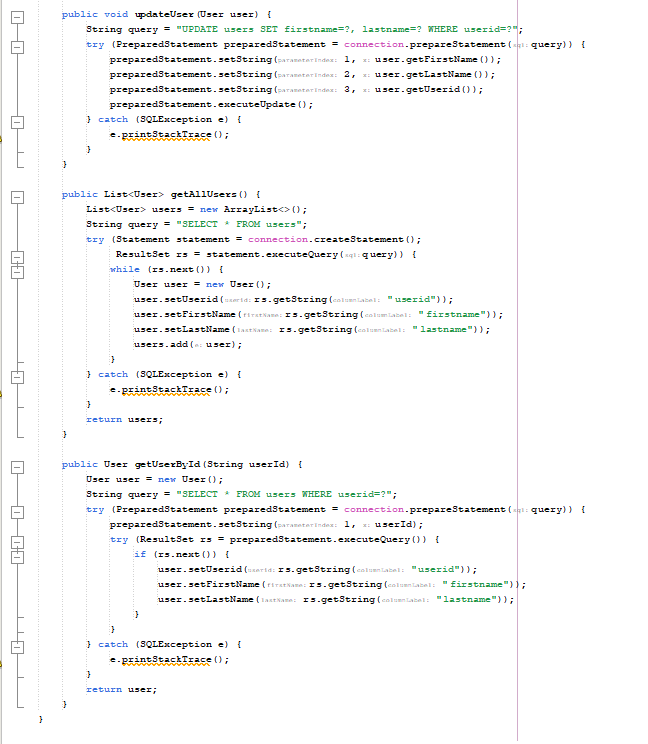 public void updateUser(User user) {
String query = "UPDATE users SET firstname=?, lastname=? WHERE userid=?";
try (PreparedStatement preparedStatement = connection.prepareStatement( sql: query)) {
preparedStatement.setString( parameterIndex: 1, s: user.getFirstName());
preparedStatement.setString( parameterIndex: 2, s: user.getLastName());
preparedStatement.setString( parameterIndex: 3, s: user.getUserid());
preparedStatement.executeUpdate();
} catch (SQLException e) {
e.printStackTrace();
}
}
public List<User> getAllUsers() {
List<User> users = new ArrayList<>();
String query = "SELECT * FROM users";
try (Statement statement = connection.createStatement();
ResultSet rs = statement.executeQuery( sql: query)) {
while (rs.next()) {
User user = new User();
user.setUserid( userid: rs.getString( columnLabel: "userid"));
user.setFirstName( firstName: rs.getString( columnLabel: "firstname"));
user.setLastName( lastName: rs.getString( columnLabel: "lastname"));
users.add( e: user);
}
} catch (SQLException e) {
e.printStackTrace();
}
return users;
}
public User getUserById(String userId) {
User user = new User();
String query = "SELECT * FROM users WHERE userid=?";
try (PreparedStatement preparedStatement = connection.prepareStatement( sql: query)) {
preparedStatement.setString( parameterIndex: 1, s: userId);
try (ResultSet rs = preparedStatement.executeQuery()) {
if (rs.next()) {
user.setUserid( userid: rs.getString( columnLabel: "userid"));
user.setFirstName( firstName: rs.getString( columnLabel: "firstname"));
user.setLastName( lastName: rs.getString( columnLabel: "lastname"));
}
}
} catch (SQLException e) {
e.printStackTrace();
}
return user;
}
}